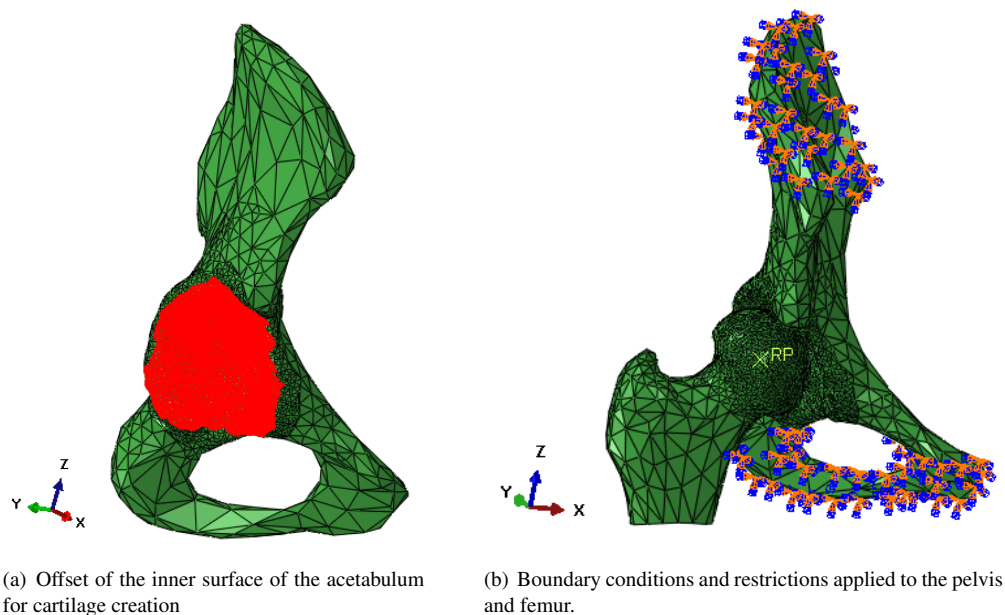 RP
Z
Y
X
Z
Y
X
(a) Offset of the inner surface of the acetabulum
for cartilage creation
(b) Boundary conditions and restrictions applied to the pelvis
and femur.